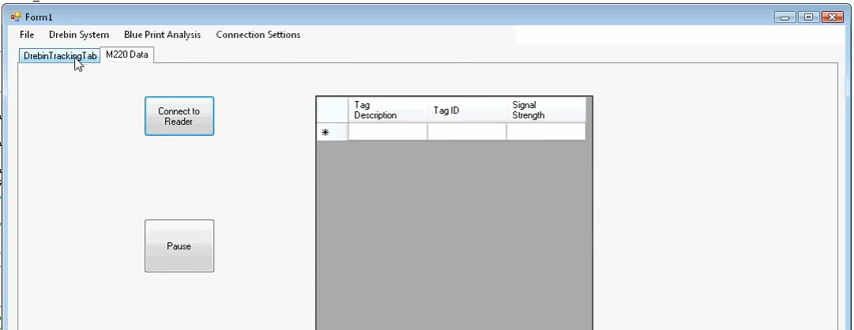 Form1
File Drebin System Blue Print Analysis Connection Settions
DrebinTrackingTab M220 Data
Connect to
Reader
Tag
Description
Tag ID
Signal
Strength
Pause